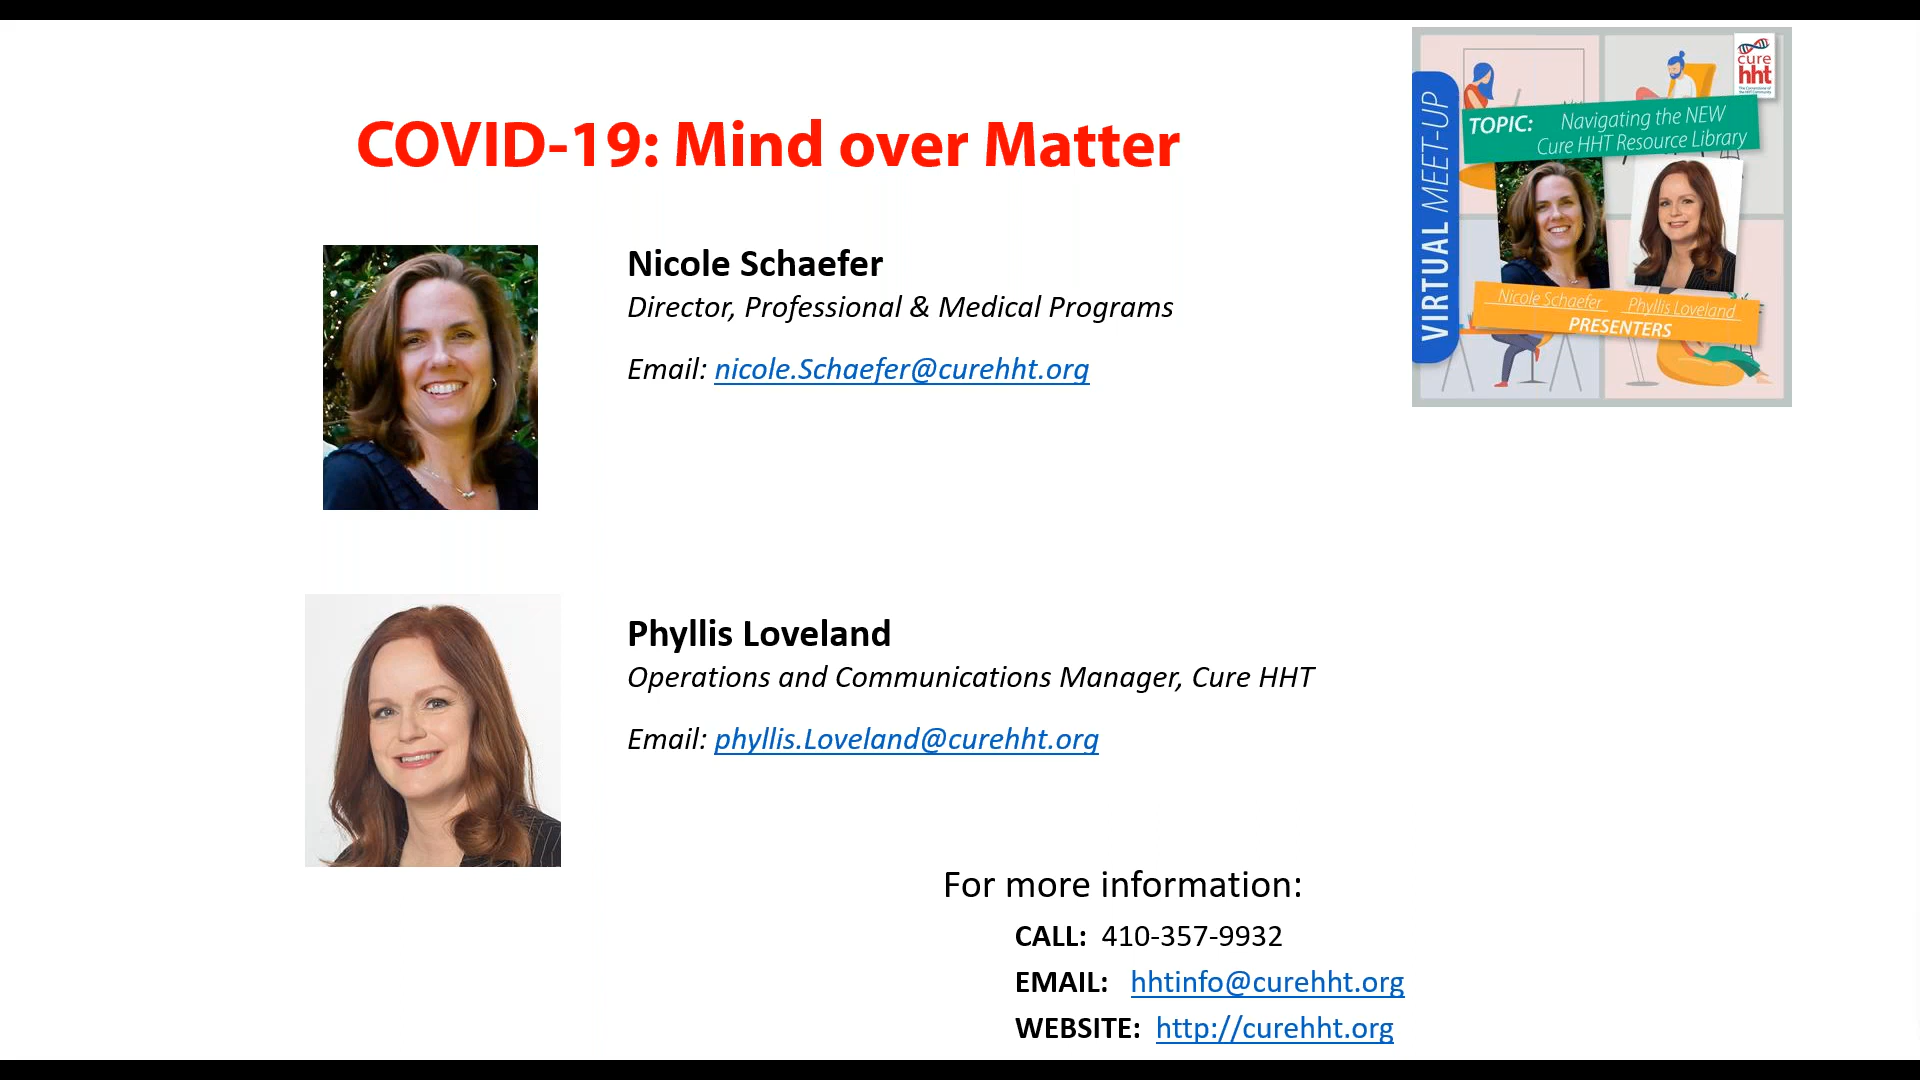 COVID-19: Mind over Matter
Nicole Schaefer
Director, Professional & Medical Programs
Email: nicole.Schaefer@curehht.org
Phyllis Loveland
Operations and Communications Manager, Cure HHT
Email: phyllis.Loveland@curehht.org
For more information:
CALL: 410-357-9932
EMAIL: hhtinfo@curehht.org
WEBSITE: http://curehht.org
VIRTUAL MEET-UP
cure
hht
TOPIC: Navigating the NEW
Cure HHT Resource Library
Nicole Schaefer Phyllis Loveland
PRESENTERS